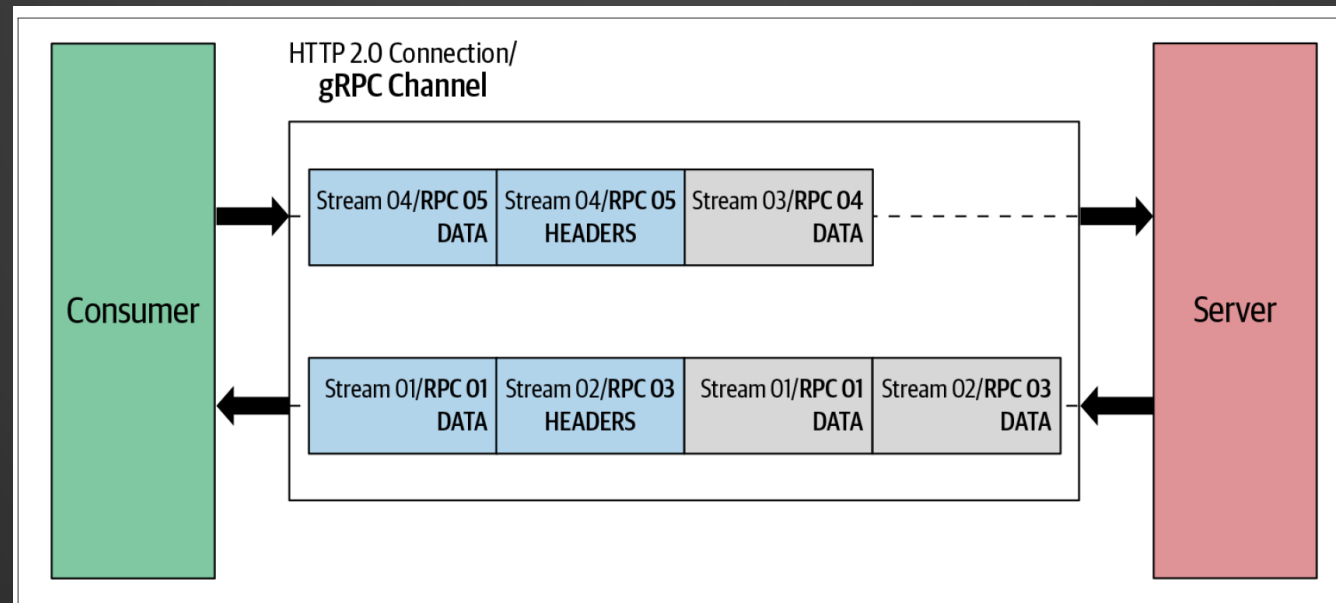 HTTP 2.0 Connection/
gRPC Channel
Consumer
Stream 04/RPC 05
DATA
Stream 04/RPC 05
HEADERS
Stream 03/RPC 04
DATA
Stream 01/RPC 01
DATA
Stream 02/RPC 03
HEADERS
Stream 01/RPC 01
DATA
Stream 02/RPC 03
DATA
Server